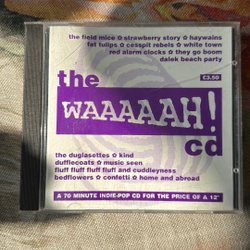 the field mice ✿ strawberry story ✿ haywains
fat tulips ✿ cesspit rebels ✿ white town
red alarm clocks ✿ they go boom
dalek beach party
£3.50
the
WAAAAAH!
cd
the dugiasettes ✿ kind
dufflecoats ✿ music seen
fluff fluff fluff fluff and cuddleyness
bedflowers ✿ confetti ✿ home and abroad
A 70 MINUTE INDIE-POP CD FOR THE PRICE OF A 12"